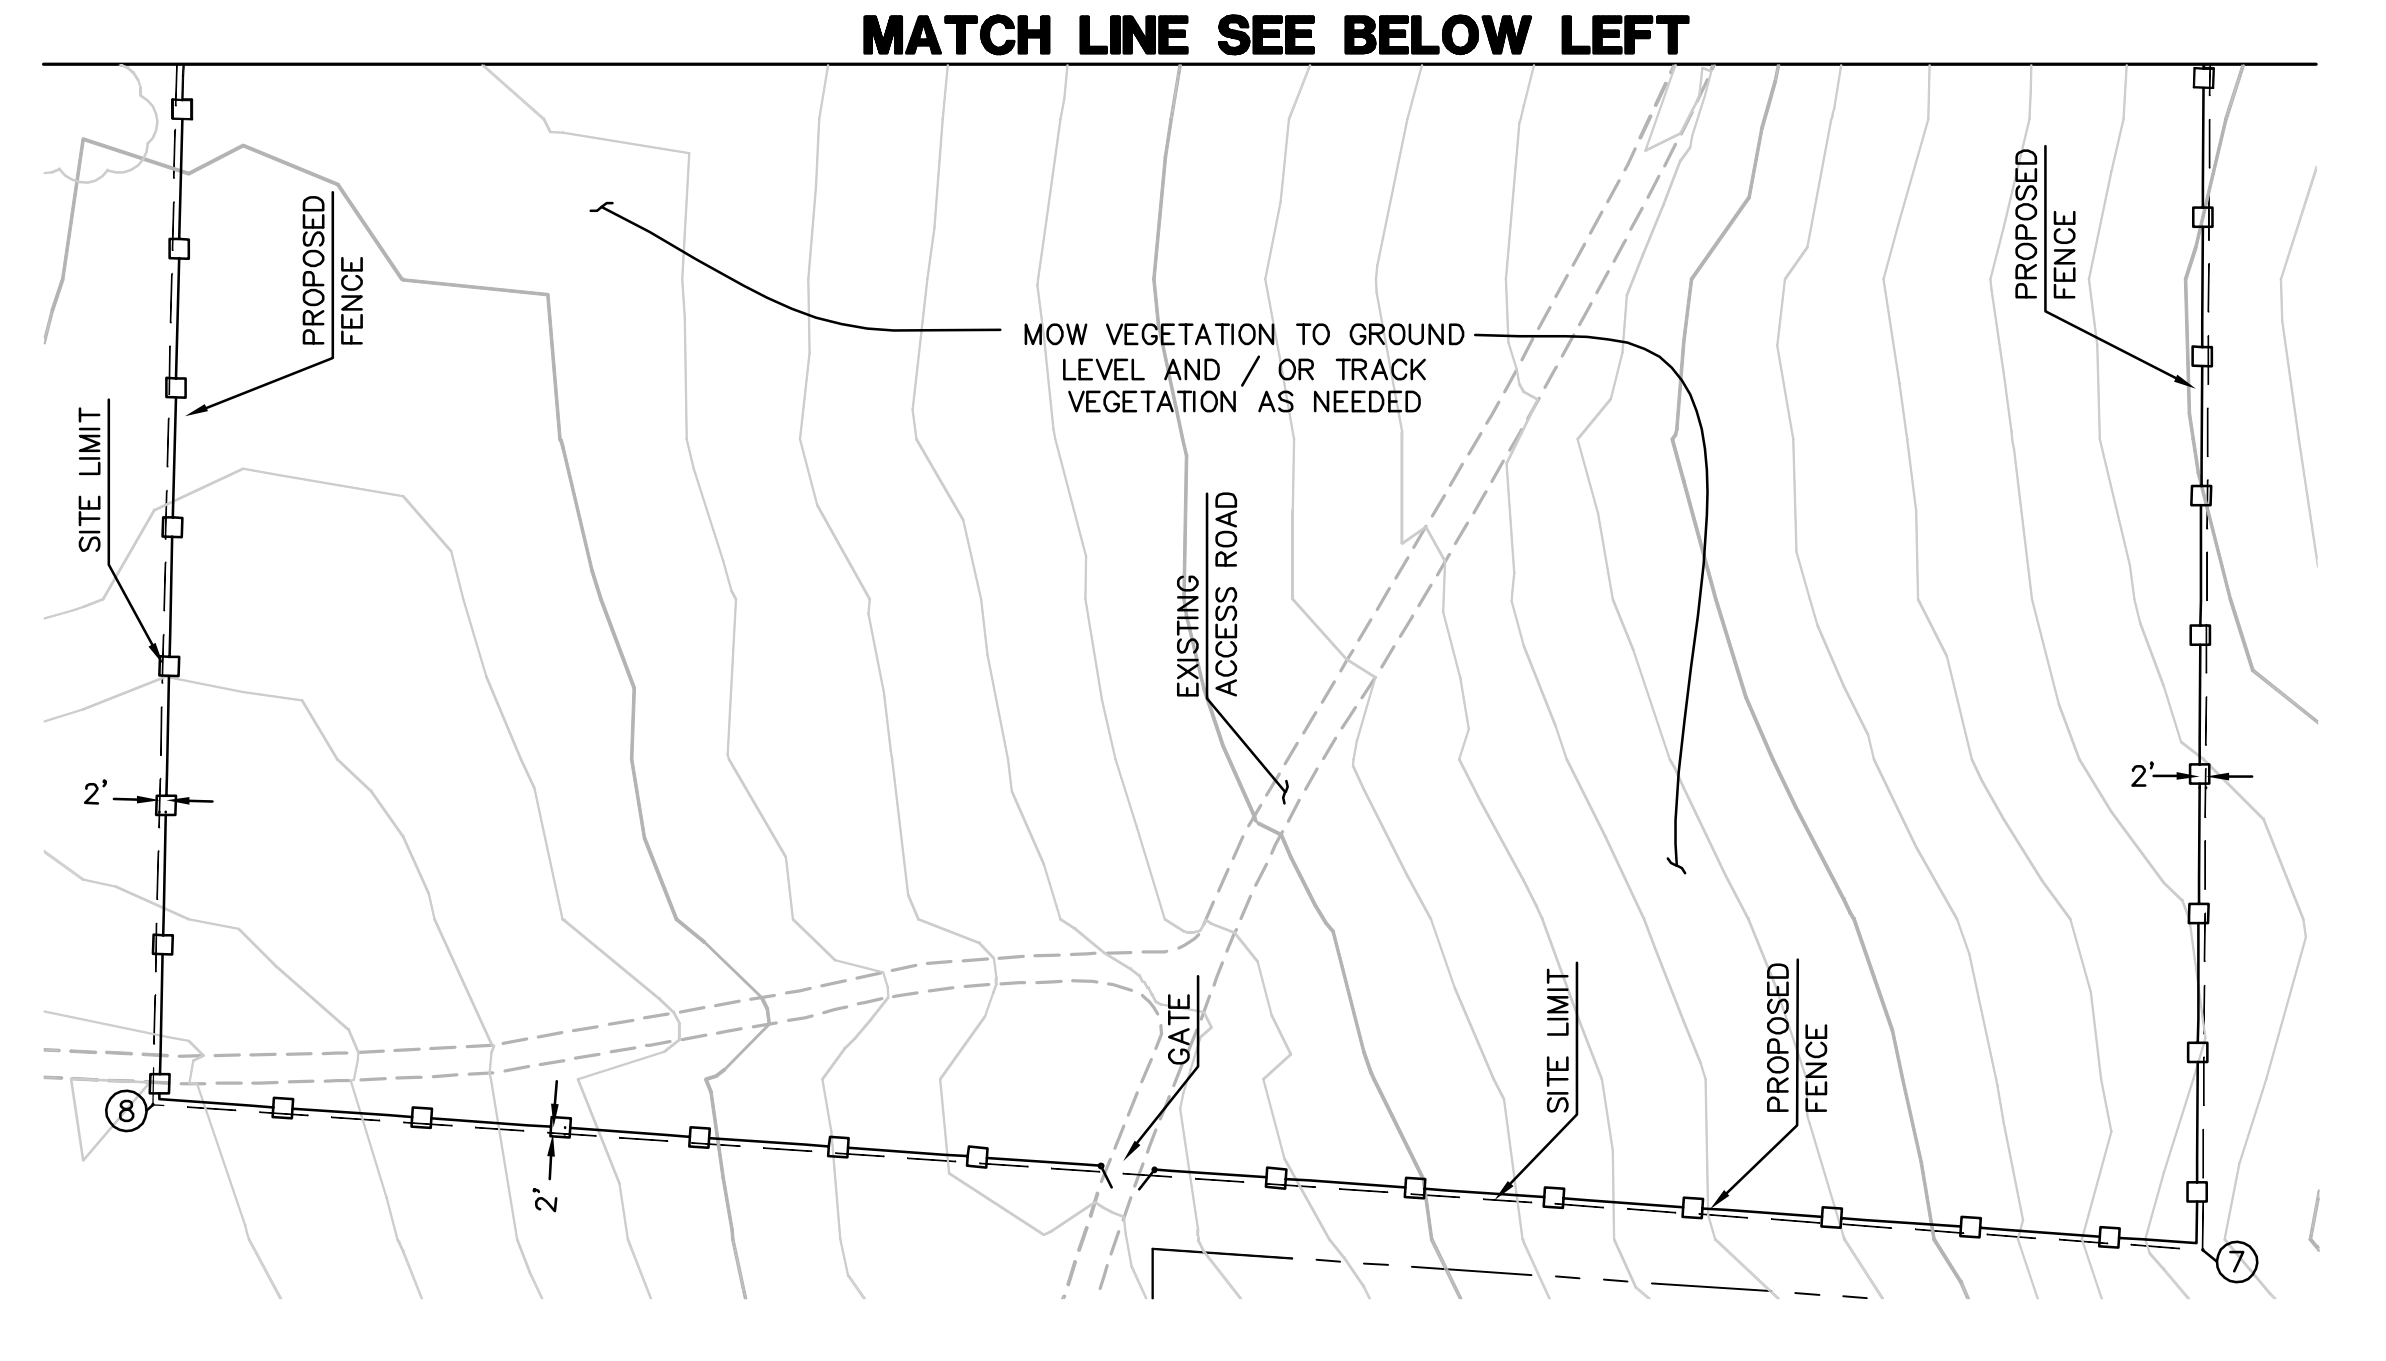 MATCH LINE SEE BELOW LEFT
PROPOSED
FENCE
PROPOSED
FENCE
MOW VEGETATION TO GROUND
LEVEL AND / OR TRACK
VEGETATION AS NEEDED
SITE LIMIT
EXISTING
ACCESS ROAD
2'
2'
GATE
SITE LIMIT
PROPOSED
FENCE
8
2'
7